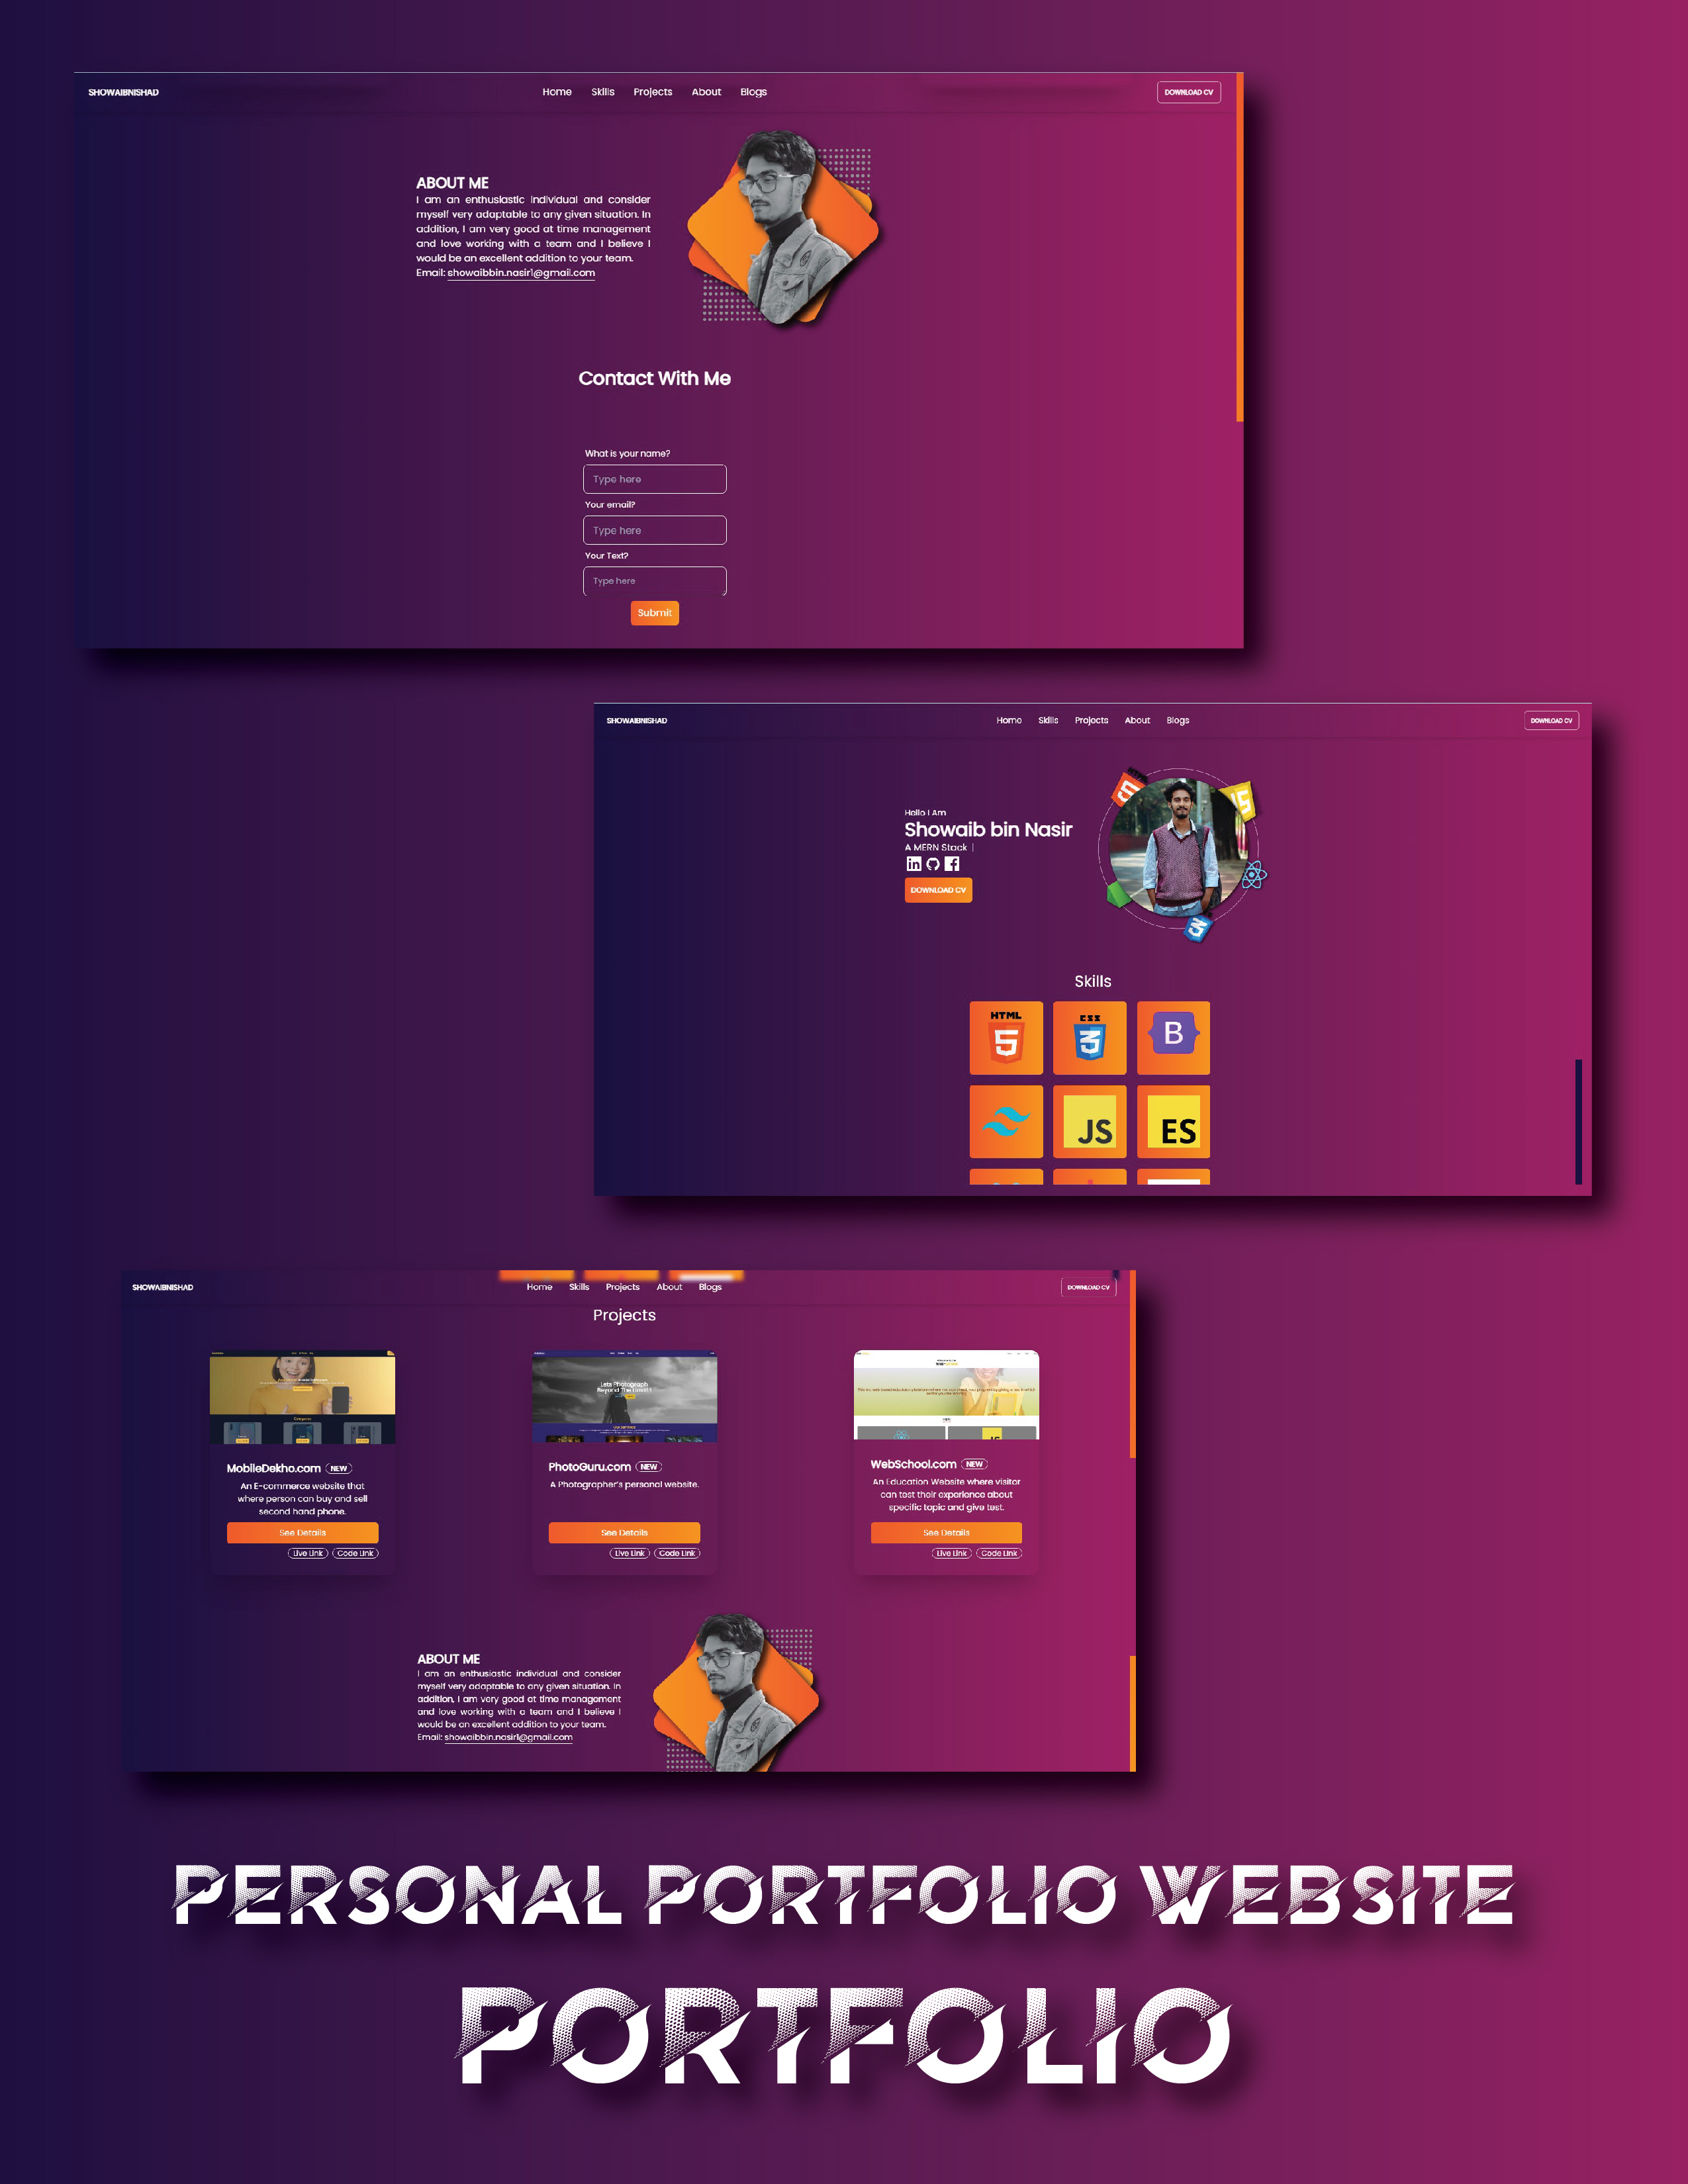 SHOWAIBNISHAD
Home Skills Projects About Blogs
DOWNLOAD CV
ABOUT ME
I am an enthusiastic individual and consider
myself very adaptable to any given situation. In
addition, I am very good at time management
and love working with a team and I believe I
would be an excellent addition to your team.
Email: showaibbin.nasir1@gmail.com
Contact With Me
What is your name?
Type here
Your email?
Type here
Your Text?
Type here
Submit
SHOWAIBNISHAD
Home Skills Projects About Blogs
DOWNLOAD CV
Hello I Am
Showaib bin Nasir
A MERN Stack |
DOWNLOAD CV
Skills
HTML
5
CSS
3
B
JS
ES
SHOWAIBNISHAD
Home Skills Projects About Blogs
DOWNLOAD CV
Projects
Lets Photograph
Beyond The Limits
MobileDekho.com NEW
An E-commerce website that
where person can buy and sell
second hand phone.
See Details
Live Link Code Link
PhotoGuru.com NEW
A Photographer's personal website.
See Details
Live Link Code Link
WebSchool.com NEW
An Education Website where visitor
can test their experience about
specific topic and give test.
See Details
Live Link Code Link
ABOUT ME
I am an enthusiastic individual and consider
myself very adaptable to any given situation. In
addition, I am very good at time management
and love working with a team and I believe I
would be an excellent addition to your team.
Email: showaibbin.nasir1@gmail.com
PERSONAL PORTFOLIO WEBSITE
PORTFOLIO